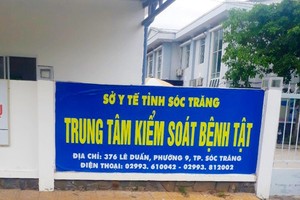 SỞ Y TẾ TỈNH SÓC TRĂNG
TRUNG TÂM KIỂM SOÁT BỆNH TẬT
ĐỊA CHỈ: 376 LÊ DUẨN, PHƯỜNG 9, TP. SÓC TRĂNG
ĐIỆN THOẠI: 02993. 610042 - 02993. 812002